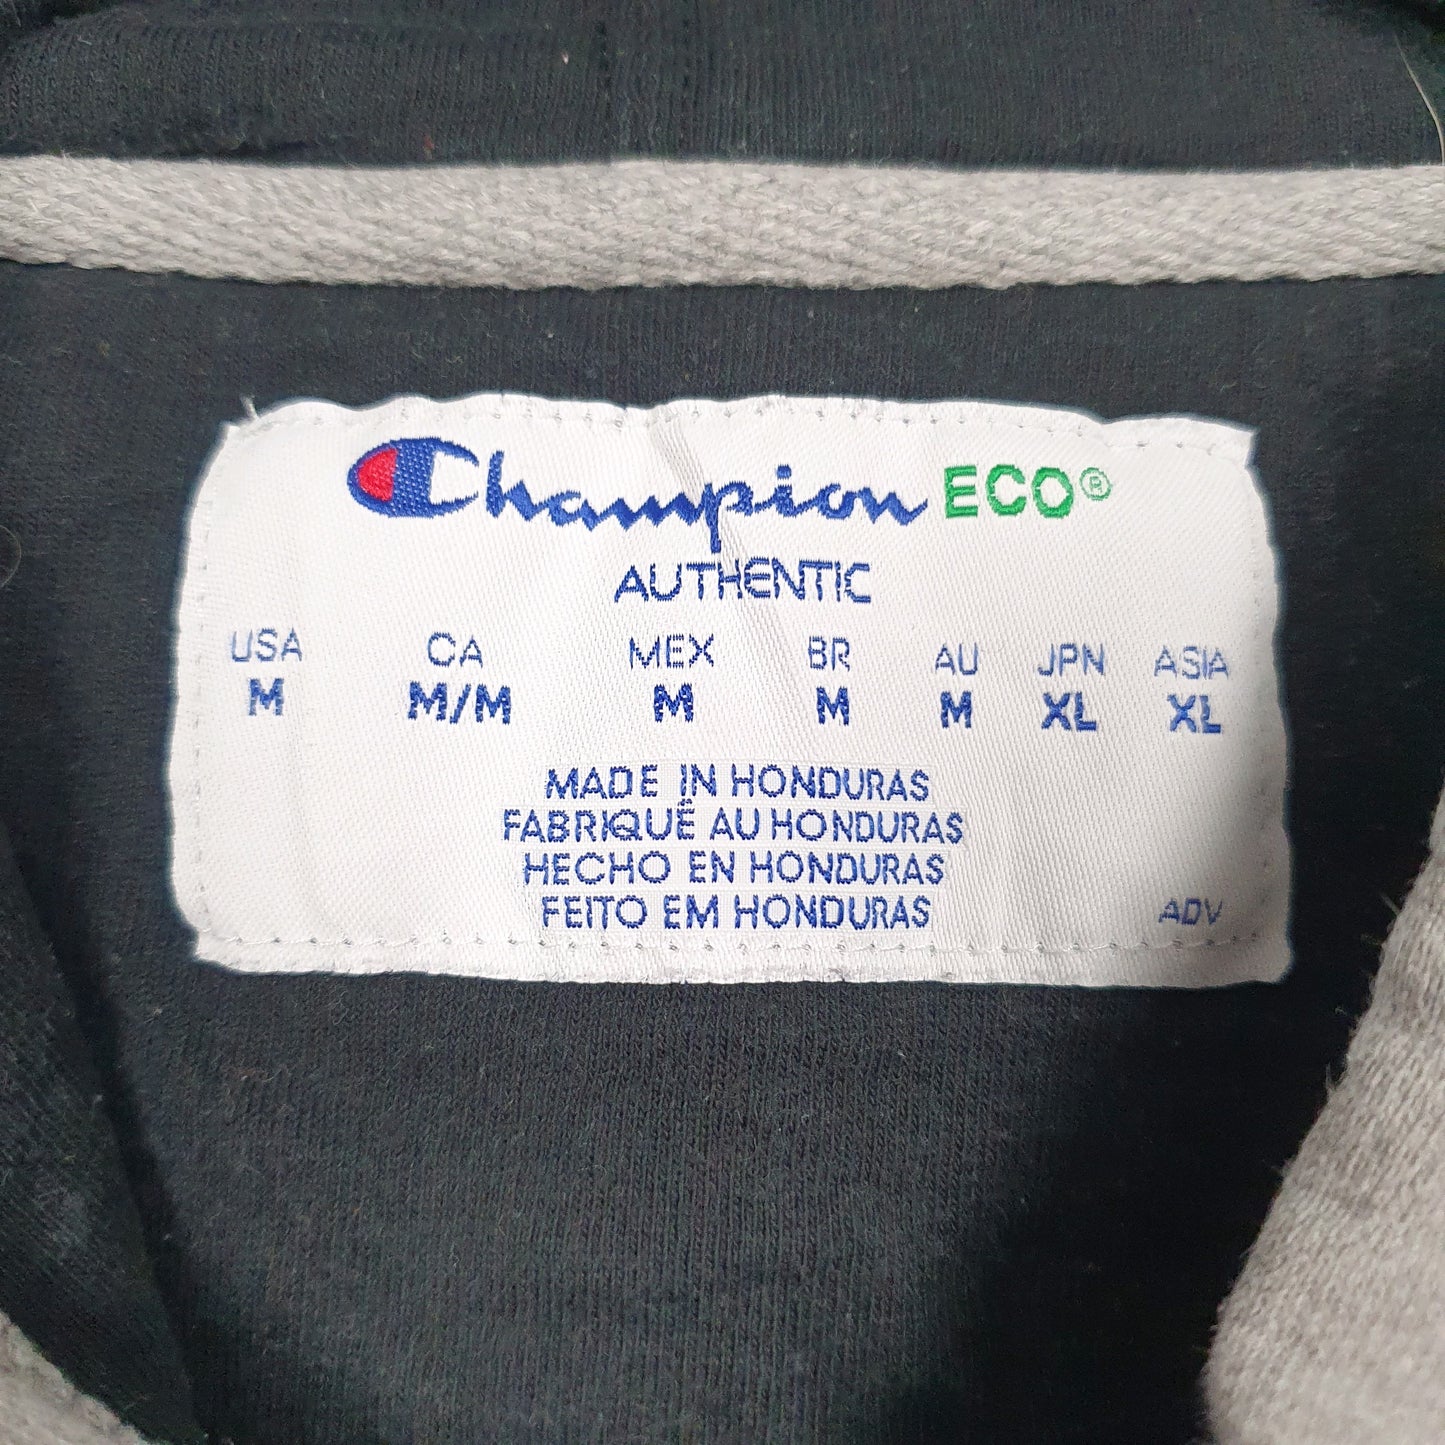 Champion ECO®
AUTHENTIC
USA CA MEX BR AU JPN ASIA
M M/M M M M XL XL
MADE IN HONDURAS
FABRIQUÉ AU HONDURAS
HECHO EN HONDURAS
FEITO EM HONDURAS
ADV